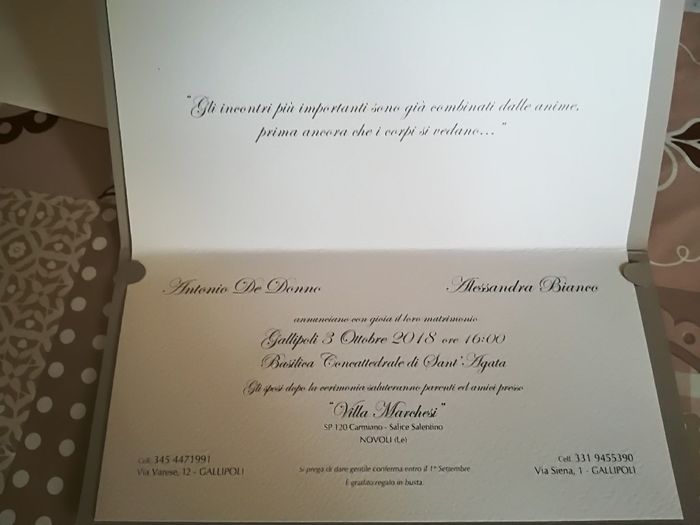 "Gli incontri più importanti sono già combinati dalle anime,
prima ancora che i corpi si vedano..."
Antonio De Donno
Alessandra Bianco
annunciano con gioia il loro matrimonio
Gallipoli 3 Ottobre 2018 ore 16:00
Basilica Concattedrale di Sant'Agata
Gli sposi dopo la cerimonia saluteranno parenti ed amici presso
"Villa Marchesi"
SP 120 Carmiano - Salice Salentino
NOVOLI (Le)
Cell. 345 4471991
Via Varese, 12 - GALLIPOLI
Si prega di dare gentile conferma entro il 1° Settembre
È gradito regalo in busta.
Cell. 331 9455390
Via Siena, 1 - GALLIPOLI